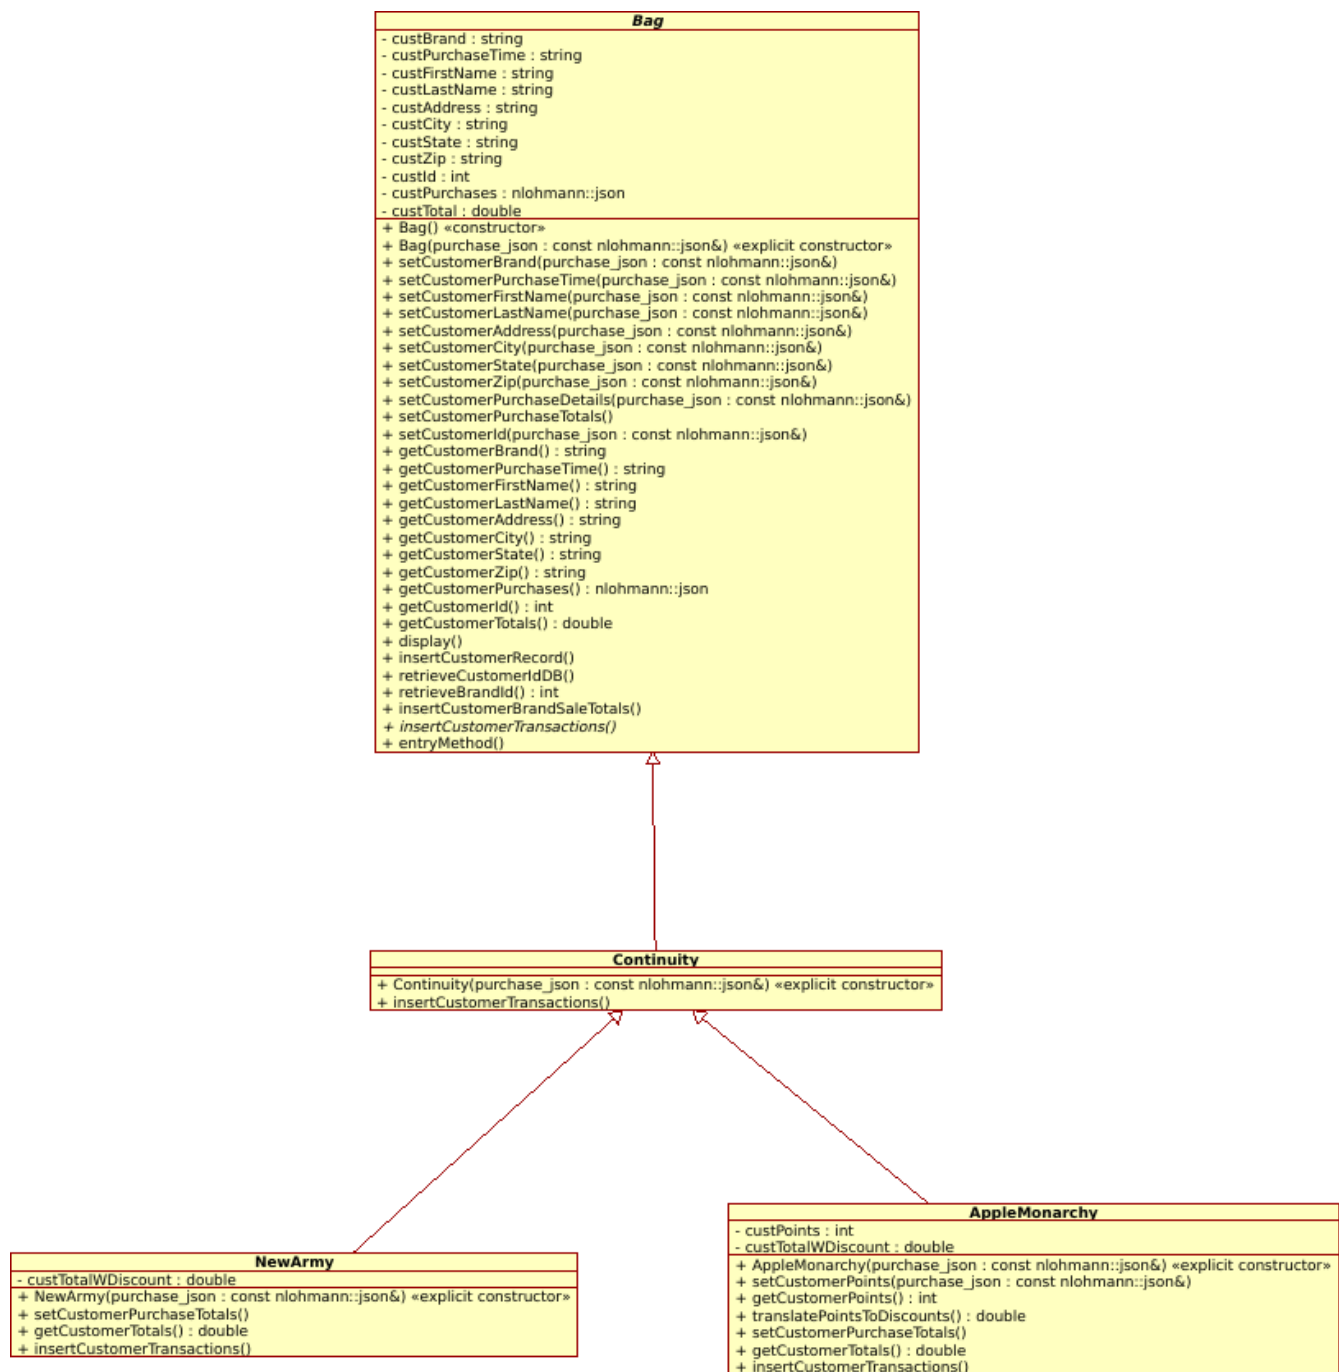 Bag
- custBrand : string
- custPurchaseTime : string
- custFirstName : string
- custLastName : string
- custAddress : string
- custCity : string
- custState : string
- custZip : string
- custId : int
- custPurchases : nlohmann::json
- custTotal : double
+ Bag() «constructor»
+ Bag(purchase_json : const nlohmann::json&) «explicit constructor»
+ setCustomerBrand(purchase_json : const nlohmann::json&)
+ setCustomerPurchaseTime(purchase_json : const nlohmann::json&)
+ setCustomerFirstName(purchase_json : const nlohmann::json&)
+ setCustomerLastName(purchase_json : const nlohmann::json&)
+ setCustomerAddress(purchase_json : const nlohmann::json&)
+ setCustomerCity(purchase_json : const nlohmann::json&)
+ setCustomerState(purchase_json : const nlohmann::json&)
+ setCustomerZip(purchase_json : const nlohmann::json&)
+ setCustomerPurchaseDetails(purchase_json : const nlohmann::json&)
+ setCustomerPurchaseTotals()
+ setCustomerId(purchase_json : const nlohmann::json&)
+ getCustomerBrand() : string
+ getCustomerPurchaseTime() : string
+ getCustomerFirstName() : string
+ getCustomerLastName() : string
+ getCustomerAddress() : string
+ getCustomerCity() : string
+ getCustomerState() : string
+ getCustomerZip() : string
+ getCustomerPurchases() : nlohmann::json
+ getCustomerId() : int
+ getCustomerTotals() : double
+ display()
+ insertCustomerRecord()
+ retrieveCustomerIdDB()
+ retrieveBrandId() : int
+ insertCustomerBrandSaleTotals()
+ insertCustomerTransactions()
+ entryMethod()
Continuity
+ Continuity(purchase_json : const nlohmann::json&) «explicit constructor»
+ insertCustomerTransactions()
NewArmy
- custTotalWDiscount : double
+ NewArmy(purchase_json : const nlohmann::json&) «explicit constructor»
+ setCustomerPurchaseTotals()
+ getCustomerTotals() : double
+ insertCustomerTransactions()
AppleMonarchy
- custPoints : int
- custTotalWDiscount : double
+ AppleMonarchy(purchase_json : const nlohmann::json&) «explicit constructor»
+ setCustomerPoints(purchase_json : const nlohmann::json&)
+ getCustomerPoints() : int
+ translatePointsToDiscounts() : double
+ setCustomerPurchaseTotals()
+ getCustomerTotals() : double
+ insertCustomerTransactions()